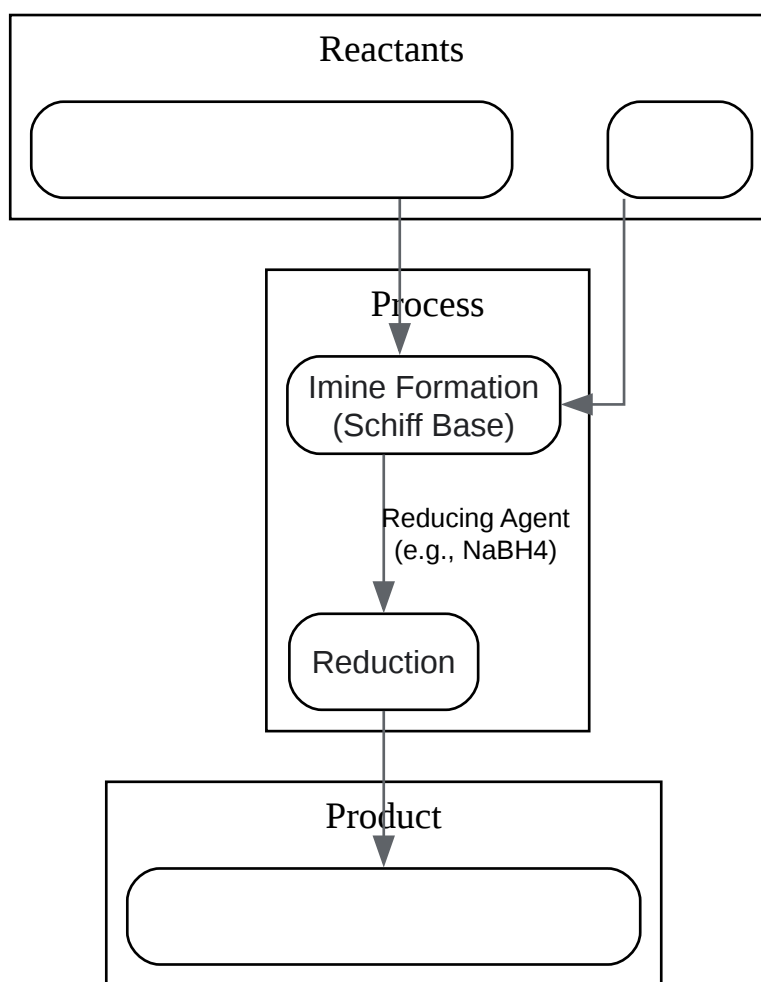 Reactants
Process
Imine Formation
(Schiff Base)
Reducing Agent
(e.g., NaBH4)
Reduction
Product